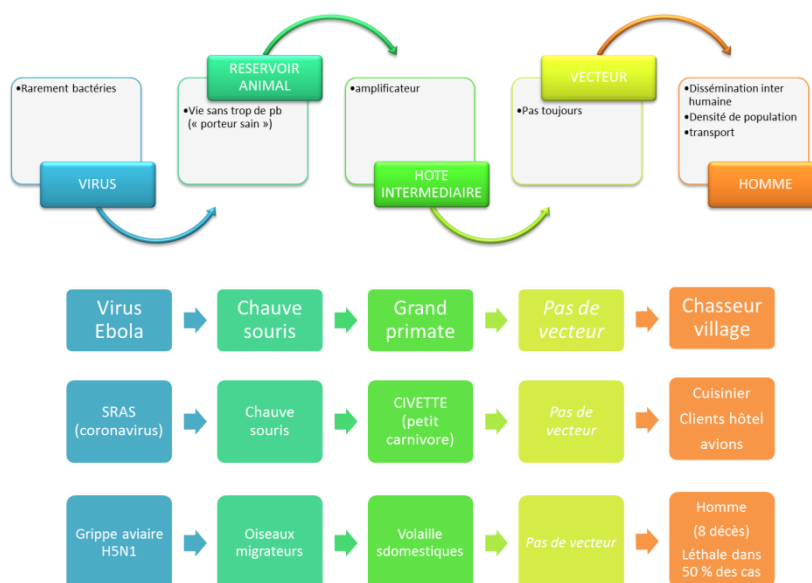 RESERVOIR
ANIMAL
VECTEUR
•Rarement bactéries
•Vie sans trop de pb
(« porteur sain »)
•amplificateur
•Pas toujours
•Dissémination inter
humaine
•Densité de population
•transport
VIRUS
HOTE
INTERMEDIAIRE
HOMME
Virus
Ebola
Chauve
souris
Grand
primate
Pas de
vecteur
Chasseur
village
SRAS
(coronavirus)
Chauve
souris
CIVETTE
(petit
carnivore)
Pas de
vecteur
Cuisinier
Clients hôtel
avions
Grippe aviaire
H5N1
Oiseaux
migrateurs
Volaille
sdomestiques
Pas de vecteur
Homme
(8 décès)
Léthale dans
50 % des cas